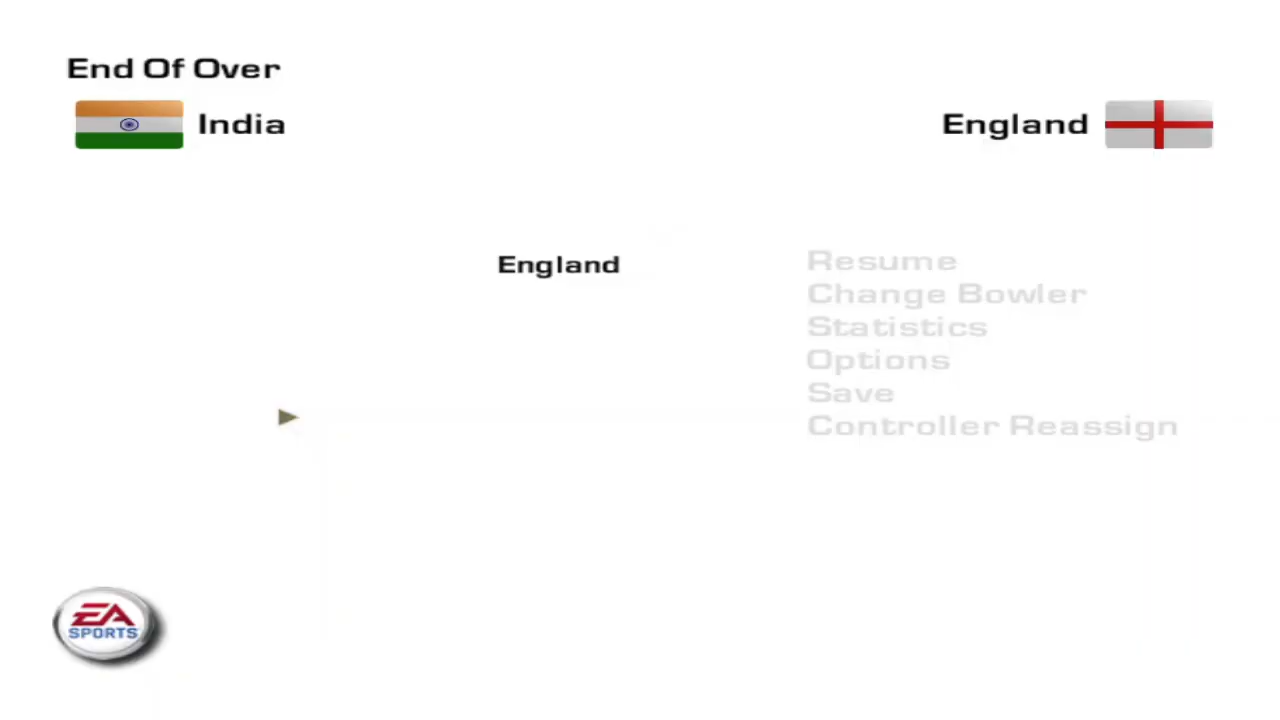 End Of Over
India
England
England
Resume
Change Bowler
Statistics
Options
Save
Controller Reassign
EA
SPORTS